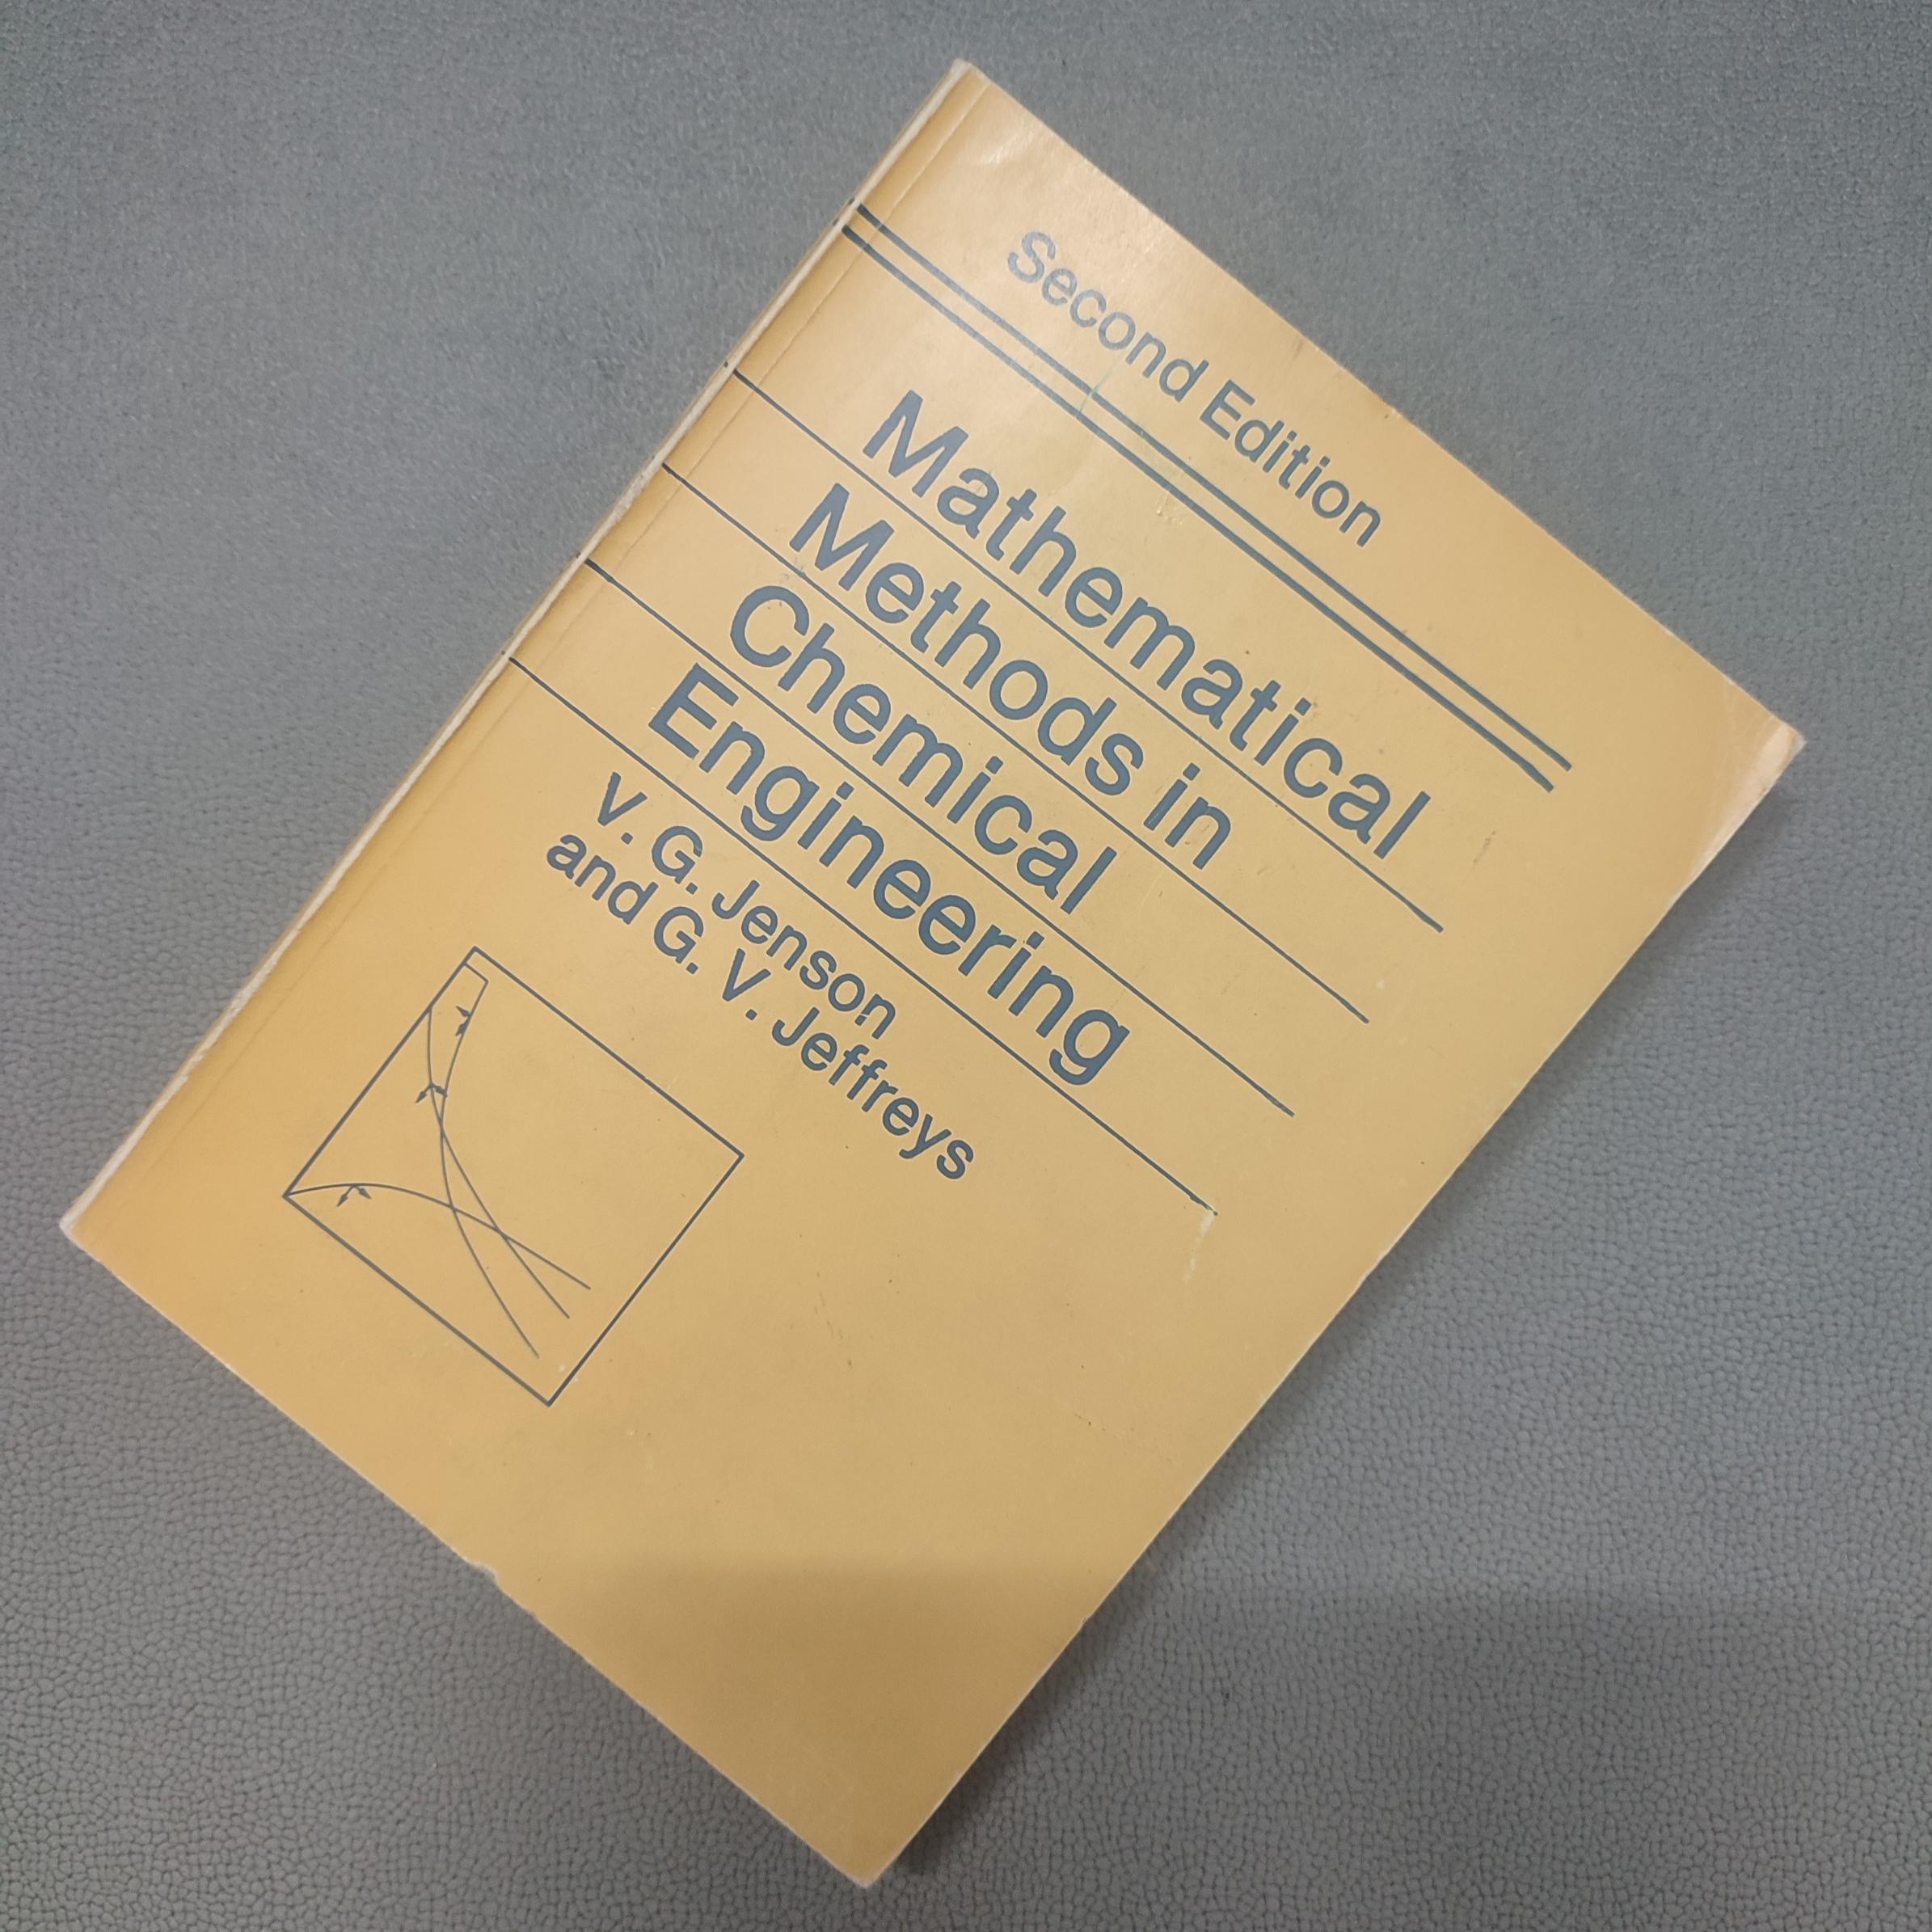 Second Edition
Mathematical
Methods in
Chemical
Engineering
V. G. Jenson
and G. V. Jeffreys